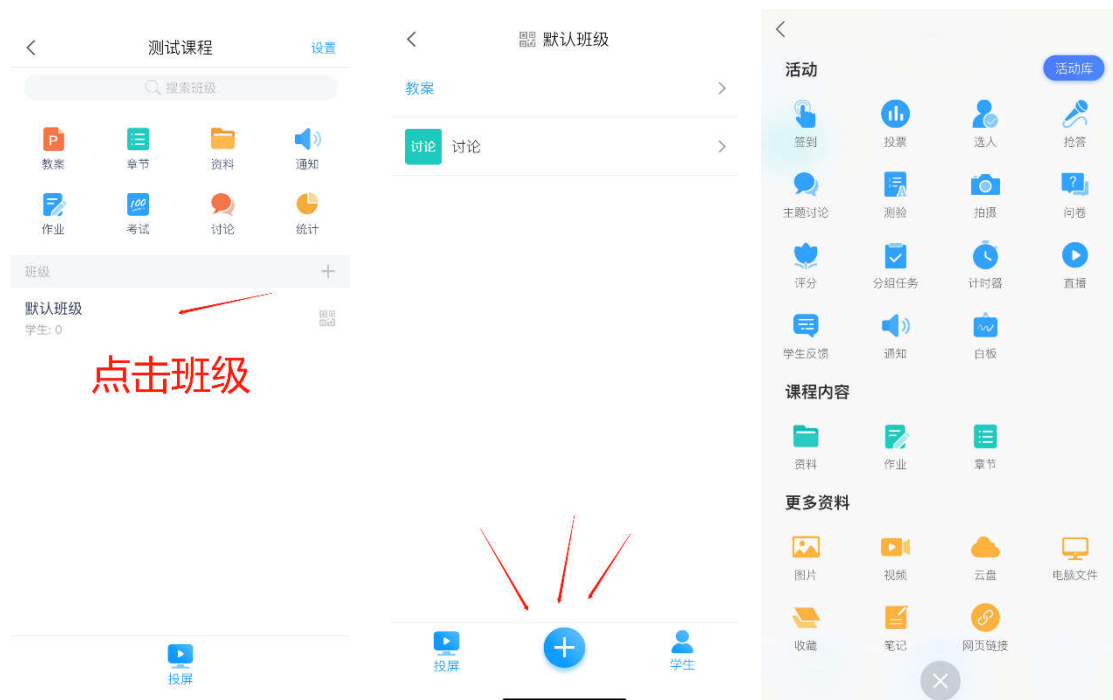 测试课程
设置
搜索班级
P
教案
章节
资料
通知
100
作业
考试
讨论
统计
班级
默认班级
学生: 0
点击班级
投屏
默认班级
教案
讨论 讨论
投屏
学生
活动
活动库
签到
投票
选人
抢答
?
主题讨论
测验
拍摄
问卷
评分
分组任务
计时器
直播
学生反馈
通知
白板
课程内容
资料
作业
章节
更多资料
图片
视频
云盘
电脑文件
收藏
笔记
网页链接